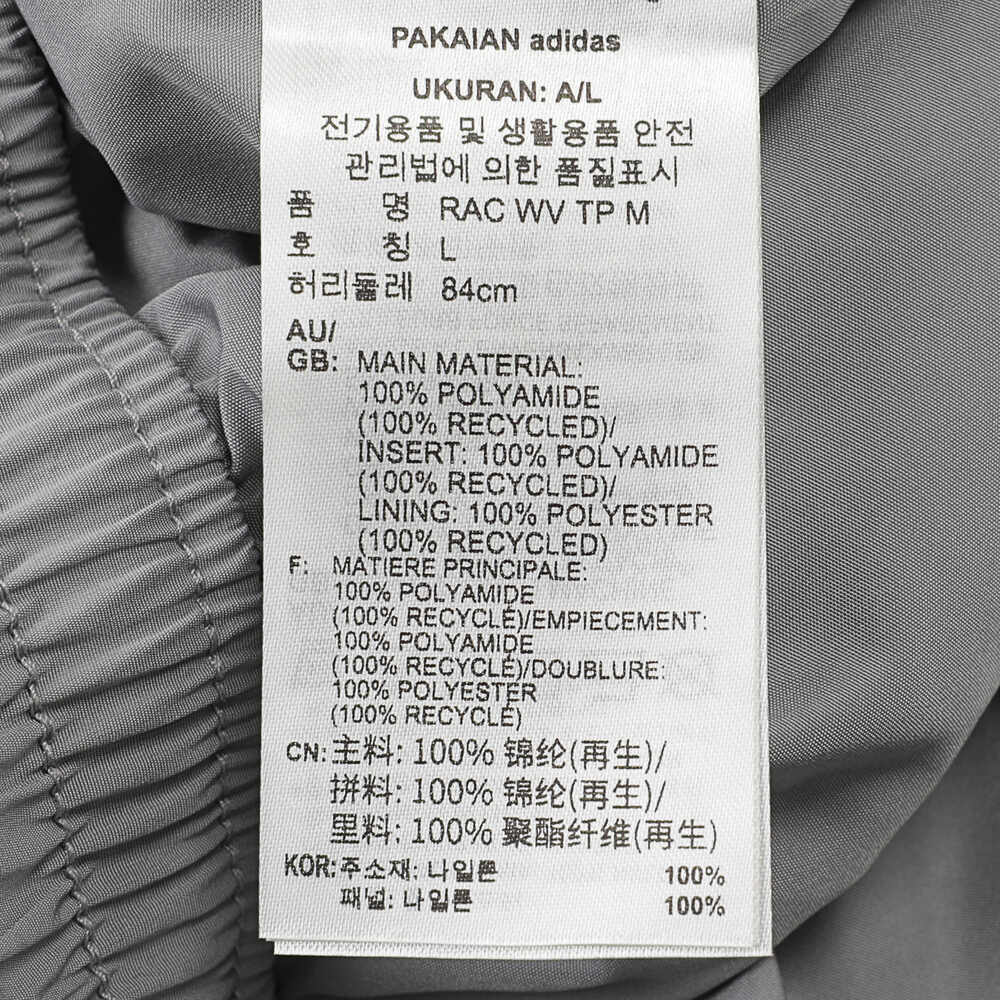 PAKAIAN adidas
UKURAN: A/L
전기용품 및 생활용품 안전
관리법에 의한 품질표시
품 명 RAC WV TP M
호 칭 L
허리둘레 84cm
AU/
GB: MAIN MATERIAL:
100% POLYAMIDE
(100% RECYCLED)/
INSERT: 100% POLYAMIDE
(100% RECYCLED)/
LINING: 100% POLYESTER
(100% RECYCLED)
F: MATIERE PRINCIPALE:
100% POLYAMIDE
(100% RECYCLÉ)/EMPIECEMENT:
100% POLYAMIDE
(100% RECYCLÉ)/DOUBLURE:
100% POLYESTER
(100% RECYCLÉ)
CN: 主料: 100% 锦纶(再生)/
拼料: 100% 锦纶(再生)/
里料: 100% 聚酯纤维(再生)
KOR: 주소재: 나일론 100%
패널: 나일론 100%